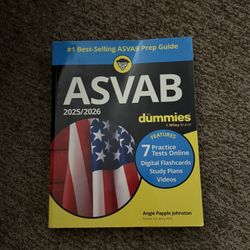 #1 Best-Selling ASVAB Prep Guide
ASVAB
2025/2026
dummies
A Wiley Brand
FEATURES
7 Practice
Tests Online
Digital Flashcards
Study Plans
Videos
Angie Papple Johnston